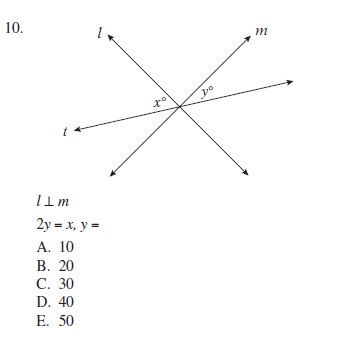 10.
l
m
x°
y°
t
l ⊥ m
2y = x, y =
A. 10
B. 20
C. 30
D. 40
E. 50